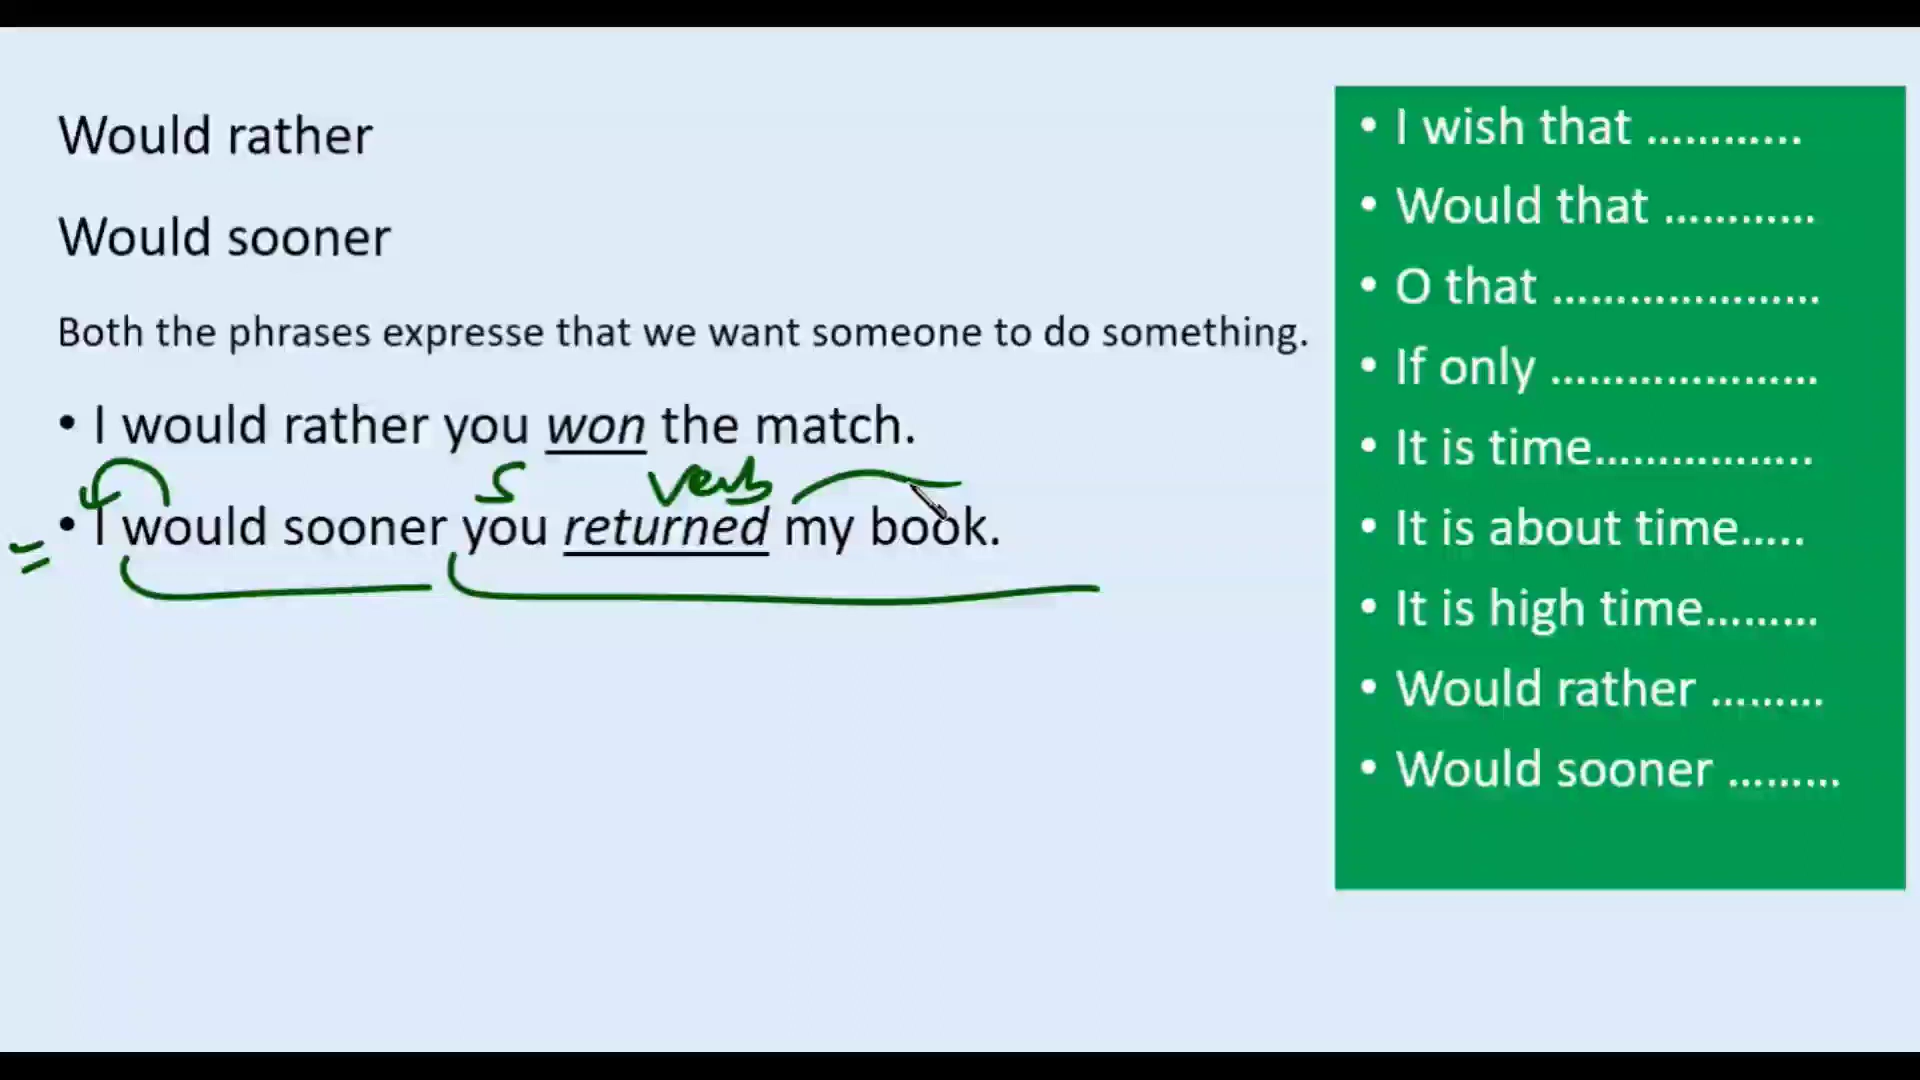 Would rather
Would sooner
Both the phrases expresse that we want someone to do something.
• I would rather you won the match.
S verb
• I would sooner you returned my book.
• I wish that ............
• Would that ............
• O that .....................
• If only .....................
• It is time.................
• It is about time.....
• It is high time.........
• Would rather .........
• Would sooner .........